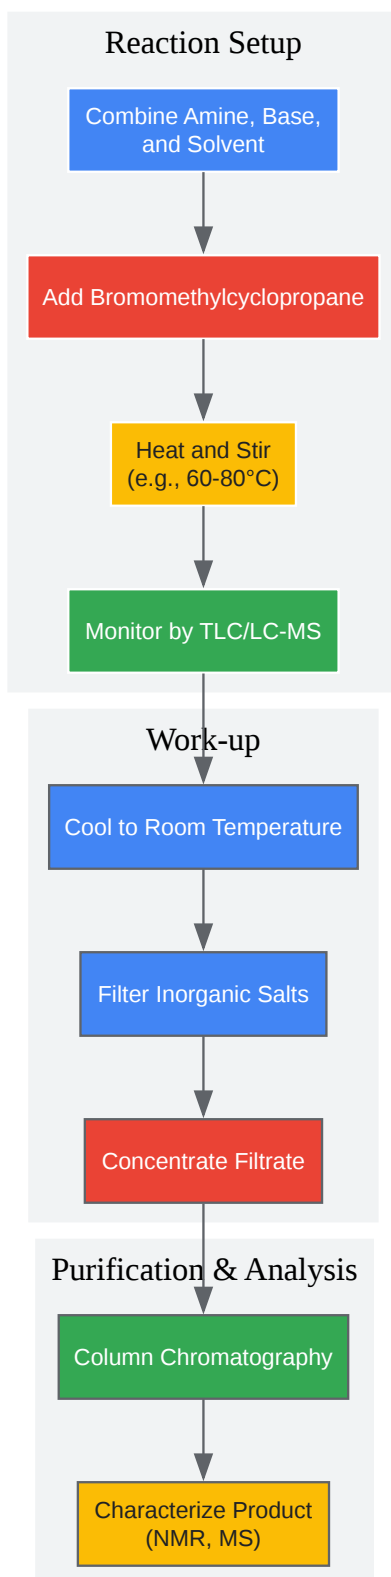 Reaction Setup
Combine Amine, Base,
and Solvent
Add Bromomethylcyclopropane
Heat and Stir
(e.g., 60-80°C)
Monitor by TLC/LC-MS
Work-up
Cool to Room Temperature
Filter Inorganic Salts
Concentrate Filtrate
Purification & Analysis
Column Chromatography
Characterize Product
(NMR, MS)